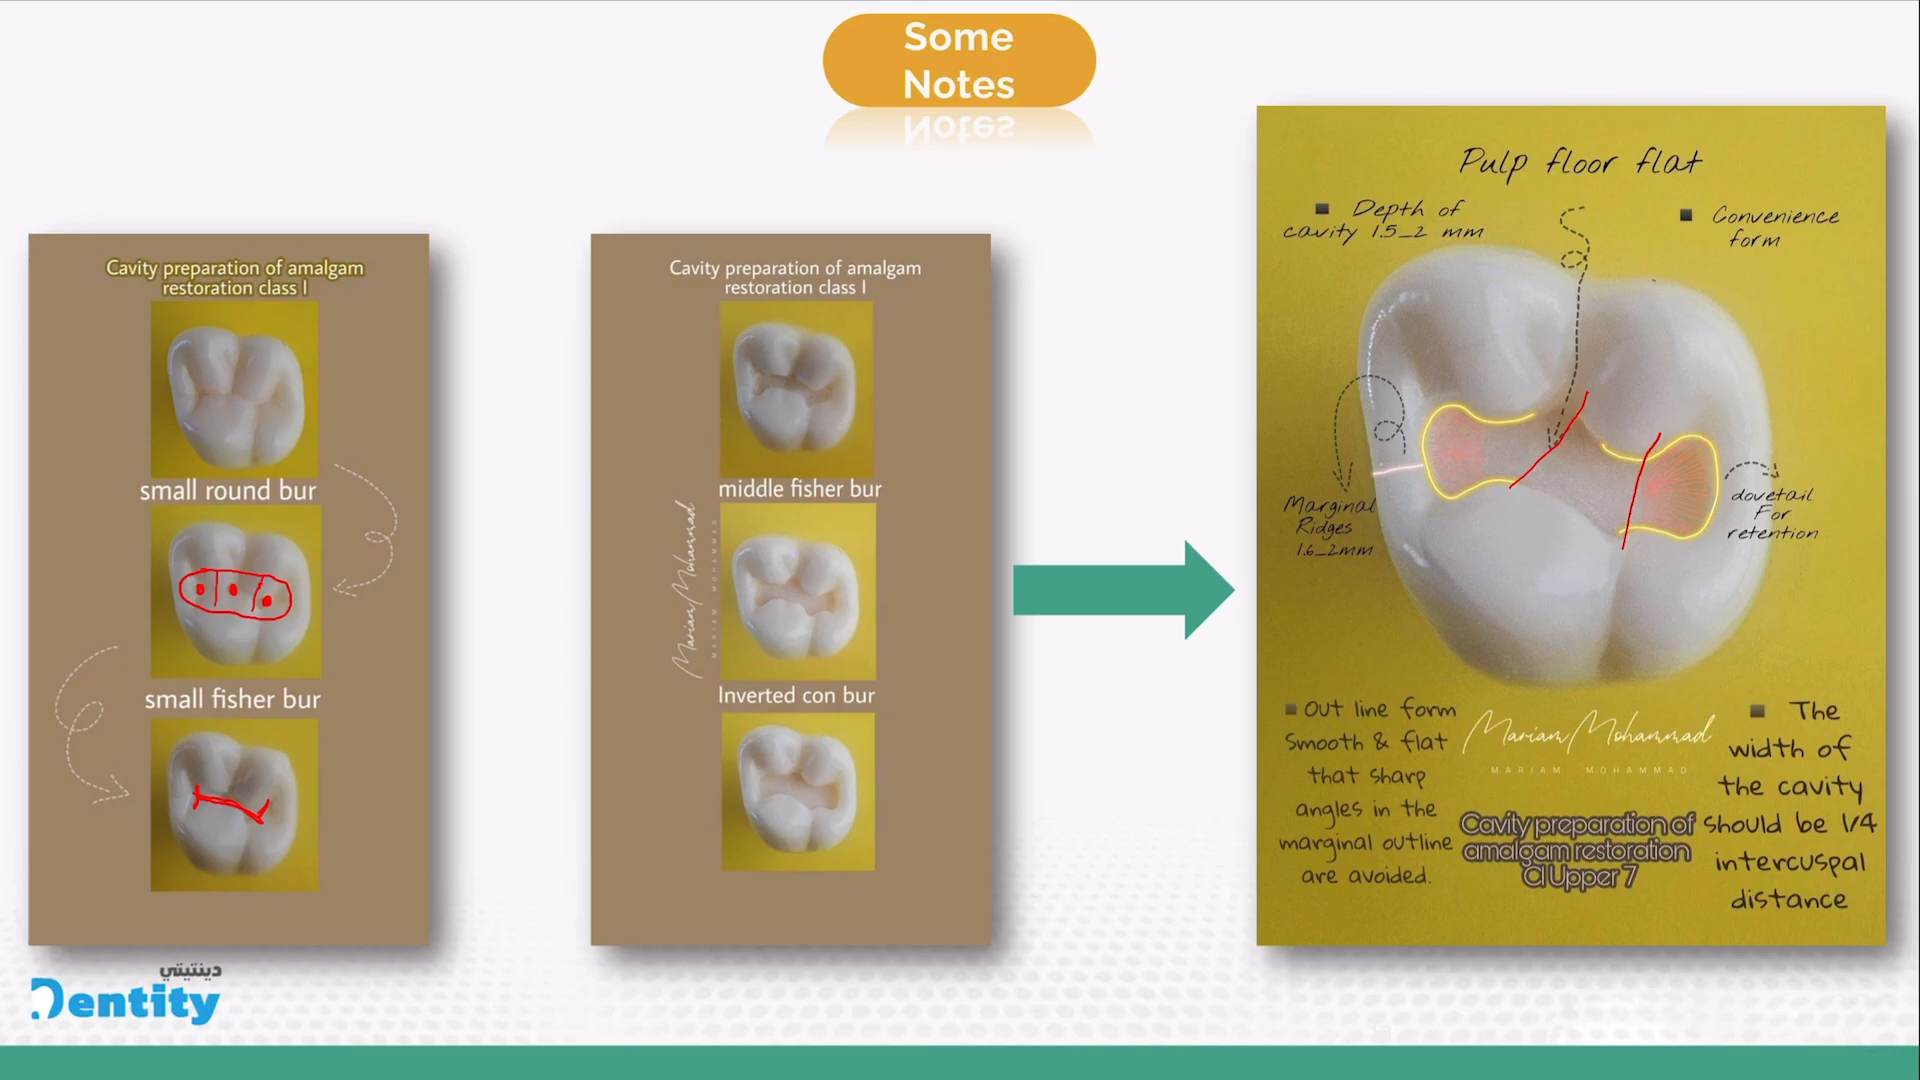 Some
Notes
Cavity preparation of amalgam
restoration class I
small round bur
small fisher bur
Cavity preparation of amalgam
restoration class I
middle fisher bur
Mariam Mohammad
MARIAM MOHAMMAD
Inverted con bur
Pulp floor flat
Depth of
cavity 1.5_2 mm
Convenience
form
Marginal
Ridges
1.6_2mm
dovetail
For
retention
Out line form
smooth & flat
that sharp
angles in the
marginal outline
are avoided.
Mariam Mohammad
MARIAM MOHAMMAD
Cavity preparation of
amalgam restoration
Cl Upper 7
The
width of
the cavity
should be 1/4
intercuspal
distance
دينتيتي
Dentity